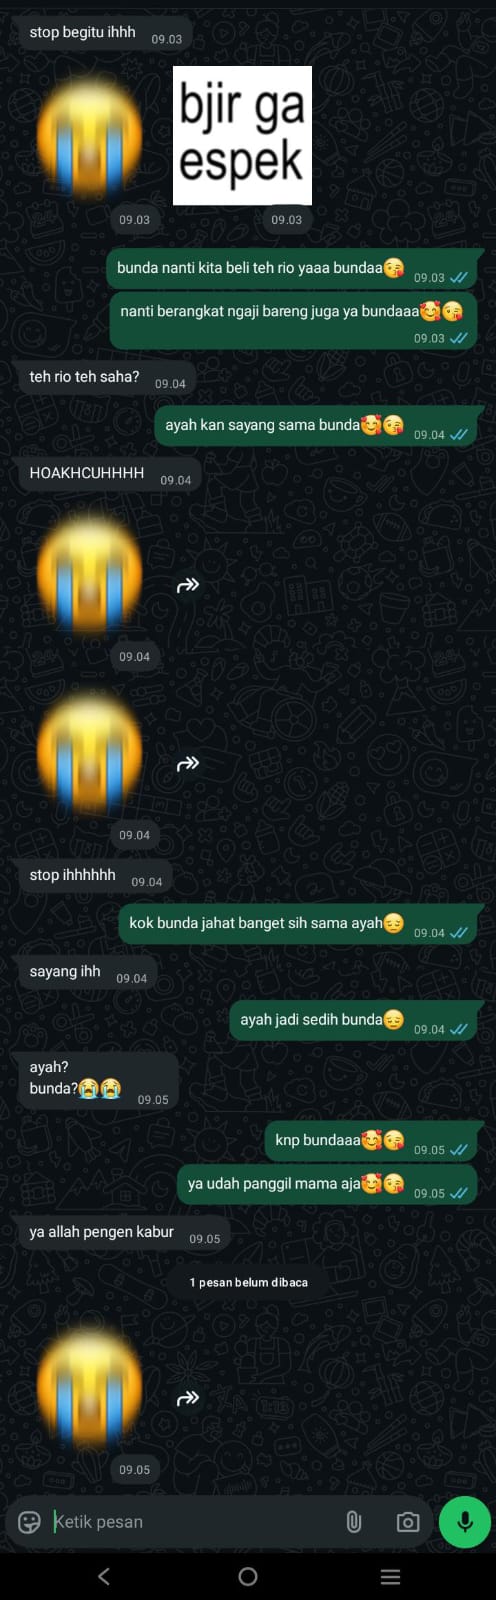 stop begitu ihhh 09.03
bjir ga
espek
09.03 09.03
bunda nanti kita beli teh rio yaaa bundaa😘 09.03
nanti berangkat ngaji bareng juga ya bundaaa🥰😘
09.03
teh rio teh saha? 09.04
ayah kan sayang sama bunda🥰😘 09.04
HOAKHCUHHHH 09.04
09.04
09.04
stop ihhhhhh 09.04
kok bunda jahat banget sih sama ayah😔 09.04
sayang ihh 09.04
ayah jadi sedih bunda😔 09.04
ayah?
bunda?😭😭 09.05
knp bundaaa🥰😘 09.05
ya udah panggil mama aja🥰😘 09.05
ya allah pengen kabur 09.05
1 pesan belum dibaca
09.05
Ketik pesan